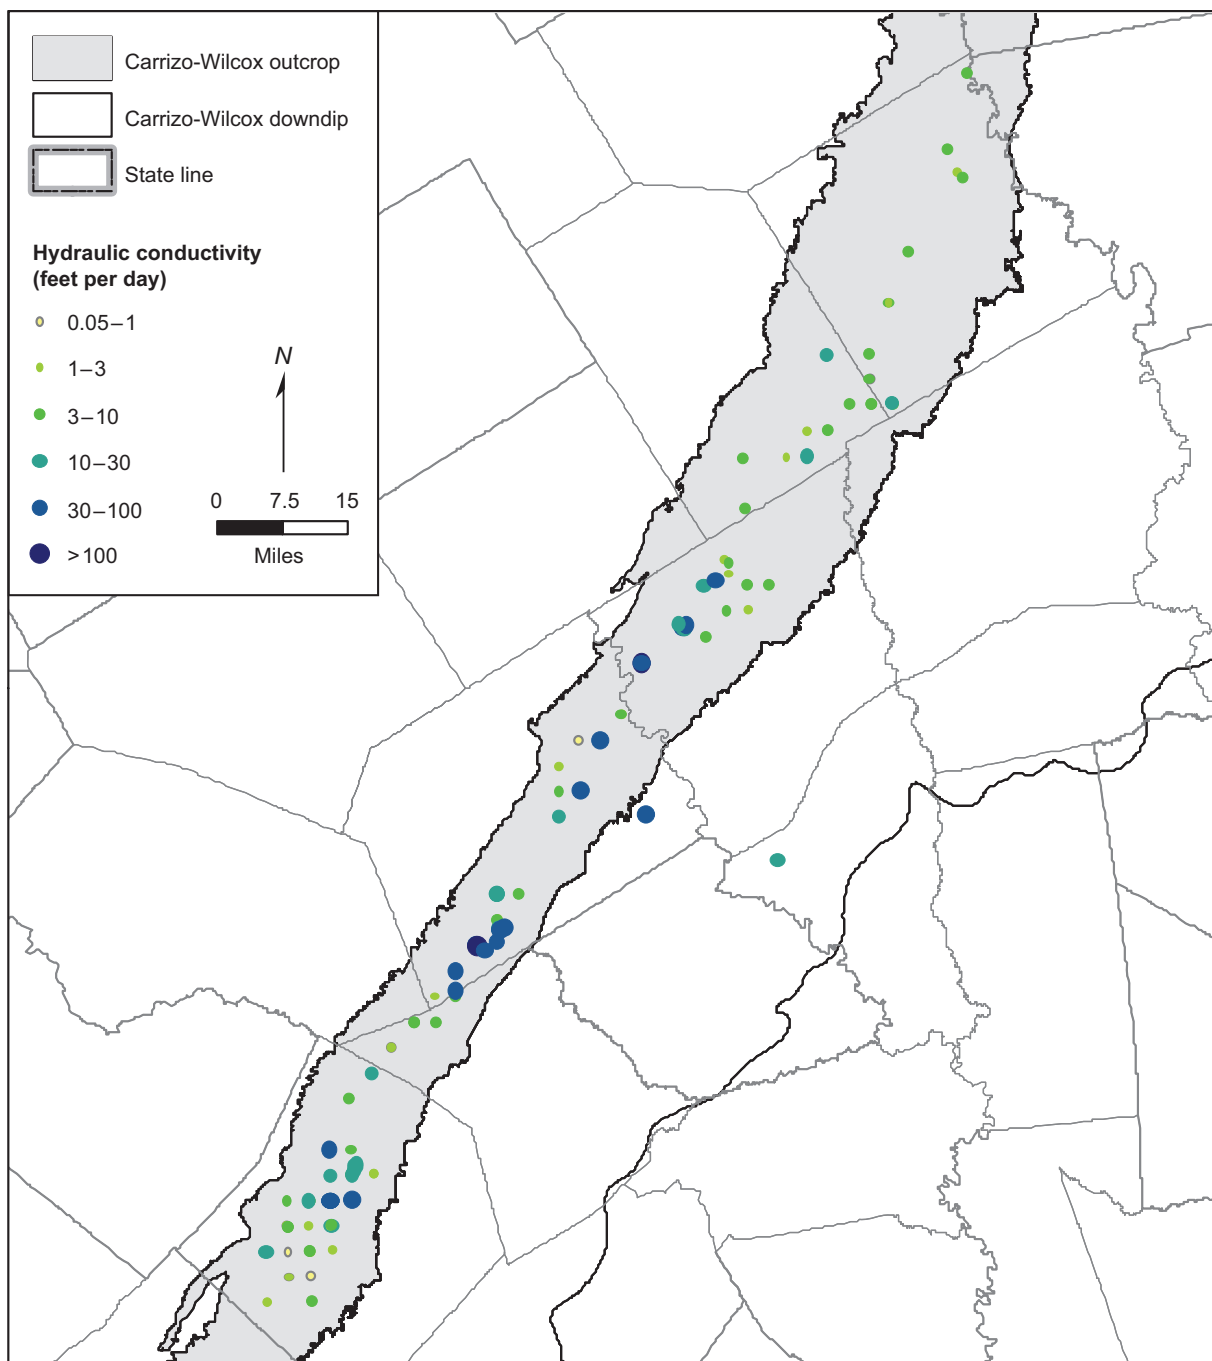 Carrizo-Wilcox outcrop
Carrizo-Wilcox downdip
State line
Hydraulic conductivity
(feet per day)
0.05–1
1–3
3–10
10–30
30–100
>100
N
0 7.5 15
Miles